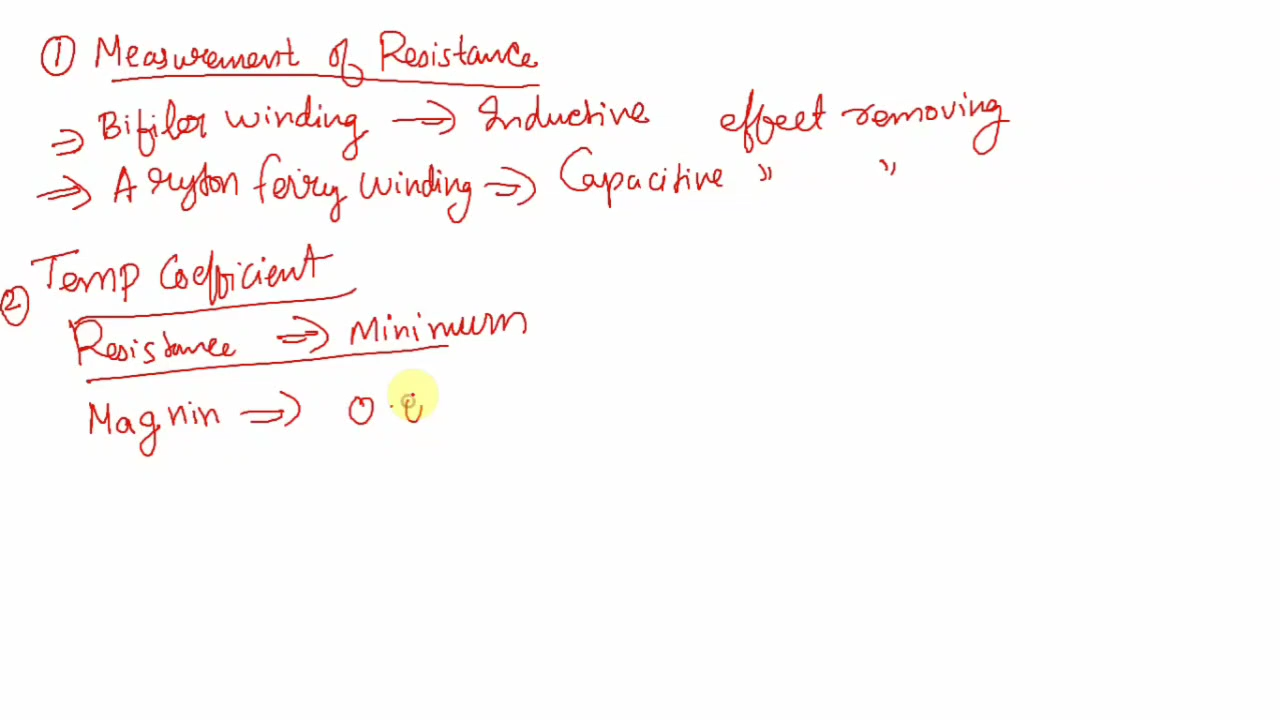 ① Measurement of Resistance
⇒ Bifilar winding → Inductive effect removing
⇒ Aryton ferry winding ⇒ Capacitive " "
② Temp Coefficient
Resistance ⇒ Minimum
Magnin ⇒ 0.